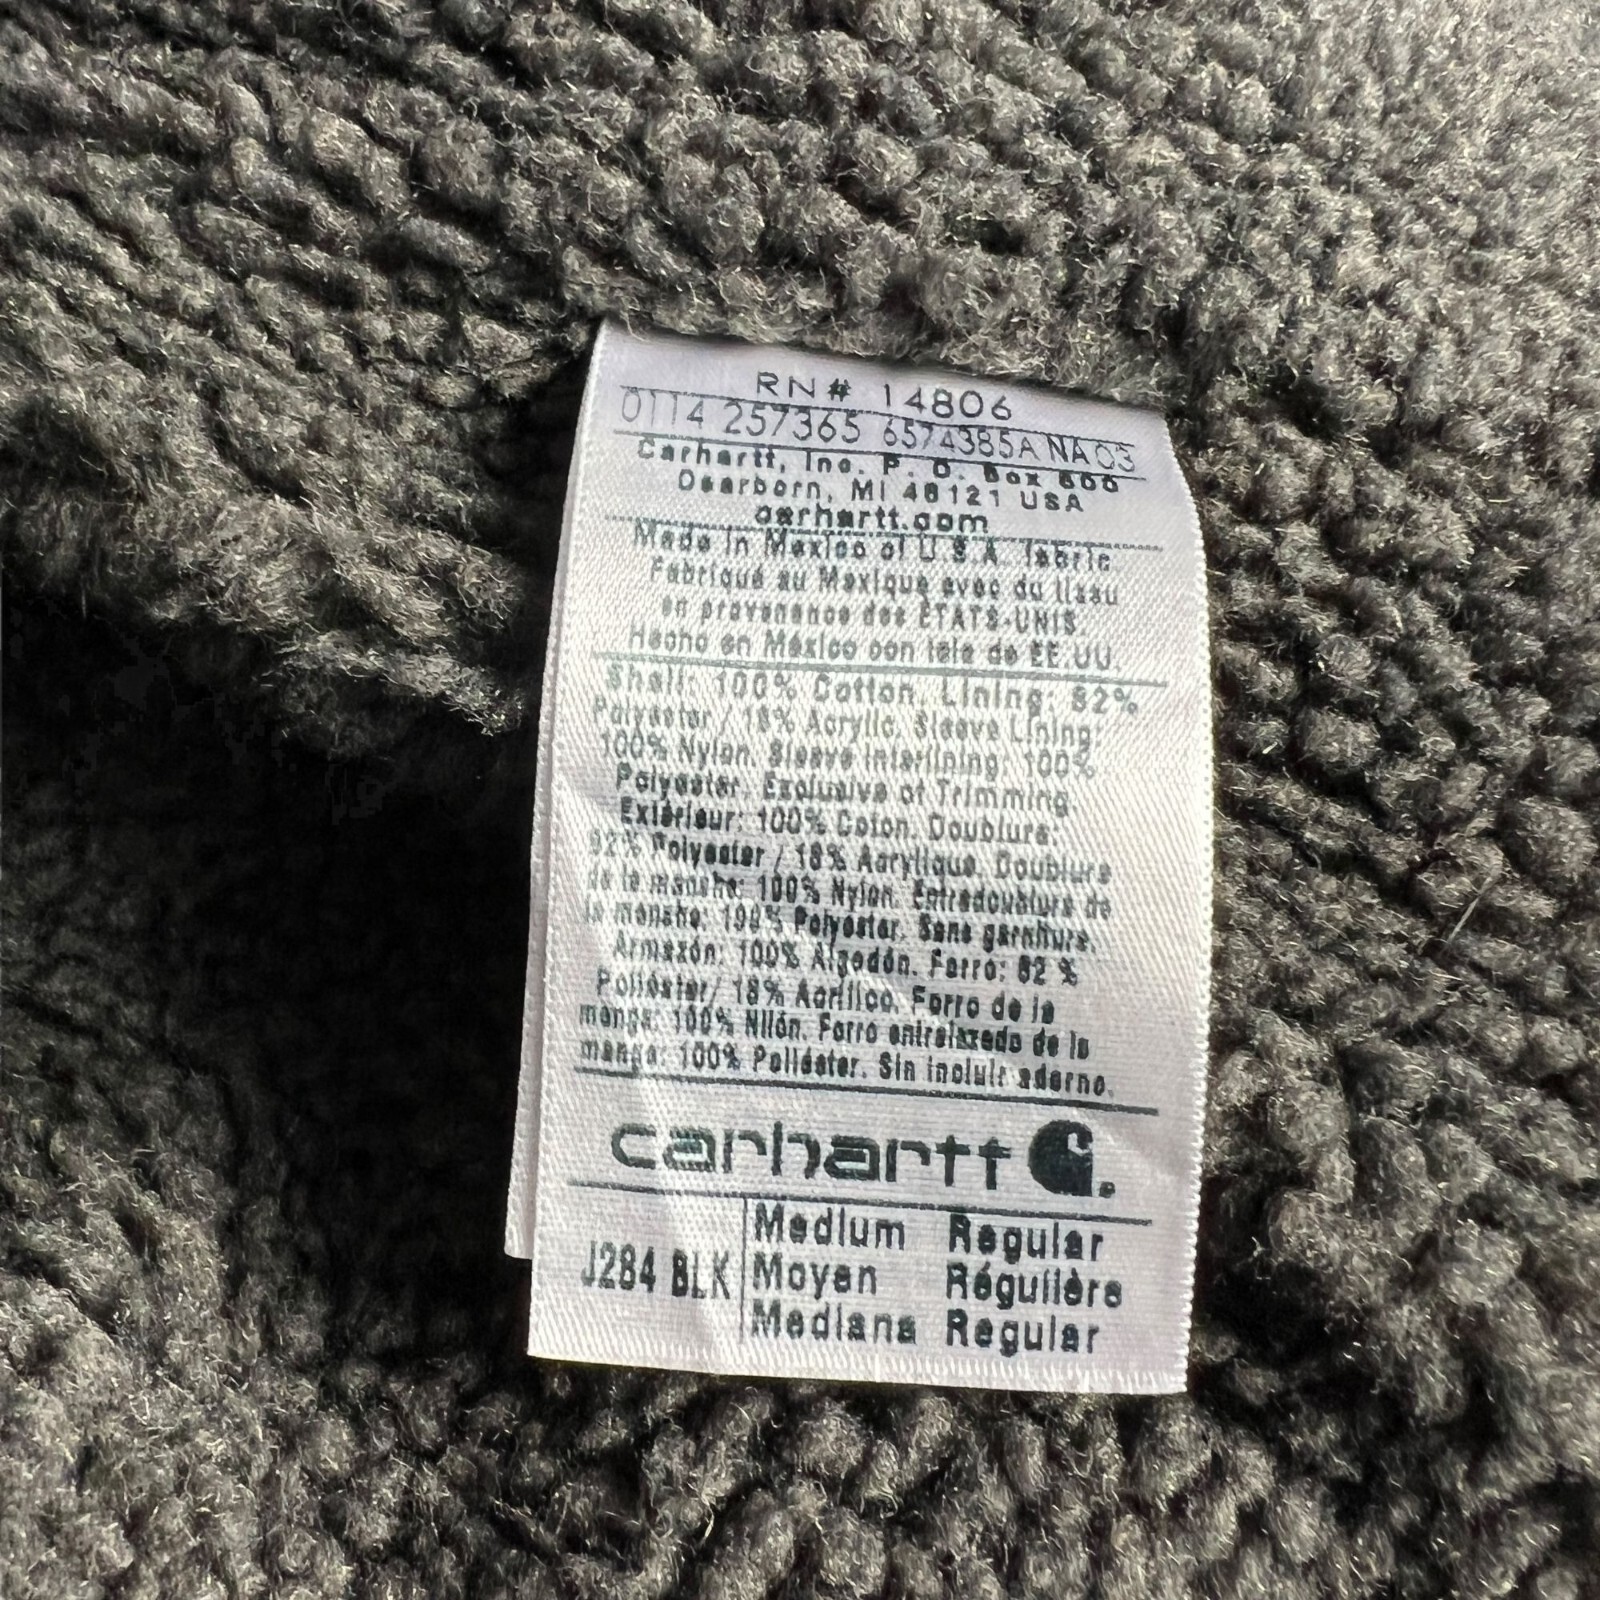 RN# 14806
0114 257365 6574385A NA 03
Carhartt, Inc. P. O. Box 600
Dearborn, MI 48121 USA
carhartt.com
Made in Mexico of U.S.A. fabric
Fabriqué au Mexique avec du tissu
en provenance des ÉTATS-UNIS.
Hecho en México con tela de EE.UU.
Shell: 100% Cotton. Lining: 82%
Polyester / 18% Acrylic. Sleeve Lining:
100% Nylon. Sleeve Interlining: 100%
Polyester. Exclusive of Trimming.
Extérieur: 100% Coton. Doublure:
82% Polyester / 18% Acrylique. Doublure
de la manche: 100% Nylon. Entredoublure de
la manche: 100% Polyester. Sans garniture.
Armazón: 100% Algodón. Forro: 82 %
Poliéster/ 18% Acrílico. Forro de la
manga: 100% Nilón. Forro entrelazado de la
manga: 100% Poliéster. Sin incluir adorno.
carhartt
J284 BLK
Medium Regular
Moyen Régulière
Mediana Regular